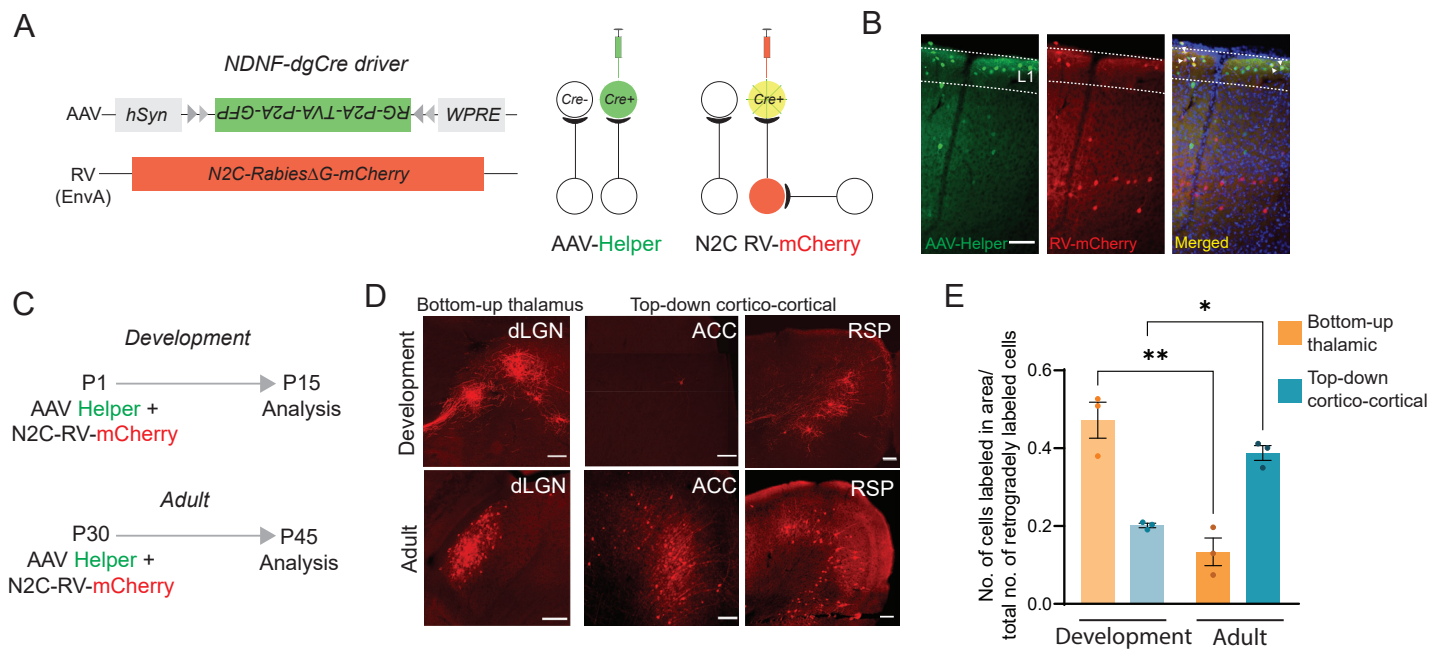 A
NDNF-dgCre driver
AAV
hSyn
RG-P2A-TVA-P2A-GFP
WPRE
RV
(EnvA)
N2C-RabiesΔG-mCherry
Cre-
Cre+
Cre+
AAV-Helper
N2C RV-mCherry
B
L1
AAV-Helper
RV-mCherry
Merged
C
Development
P1
P15
AAV Helper +
N2C-RV-mCherry
Analysis
Adult
P30
P45
AAV Helper +
N2C-RV-mCherry
Analysis
D
Bottom-up thalamus
Top-down cortico-cortical
Development
dLGN
ACC
RSP
Adult
dLGN
ACC
RSP
E
Bottom-up
thalamic
Top-down
cortico-cortical
*
**
No. of cells labeled in area/
total no. of retrogradely labeled cells
0.6
0.4
0.2
0.0
Development
Adult